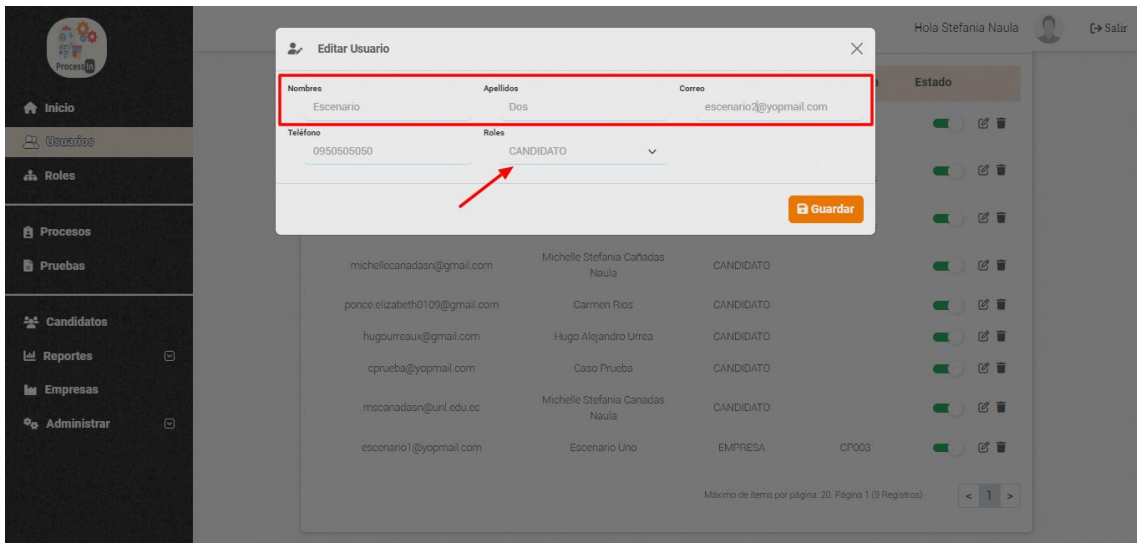 Hola Stefania Naula
Salir
Process In
Inicio
Usuarios
Roles
Procesos
Pruebas
Candidatos
Reportes
Empresas
Administrar
Editar Usuario
Nombres Apellidos Correo
Escenario Dos escenario2@yopmail.com
Teléfono Roles
0950505050 CANDIDATO
Guardar
Estado
michellecanadasn@gmail.com Michelle Stefania Cañadas Naula CANDIDATO
ponce.elizabeth0109@gmail.com Carmen Rios CANDIDATO
hugourreaux@gmail.com Hugo Alejandro Urrea CANDIDATO
cprueba@yopmail.com Caso Prueba CANDIDATO
mscanadasn@unl.edu.ec Michelle Stefania Canadas Naula CANDIDATO
escenario1@yopmail.com Escenario Uno EMPRESA CP003
Máximo de items por página: 20. Página 1 (9 Registros) < 1 >